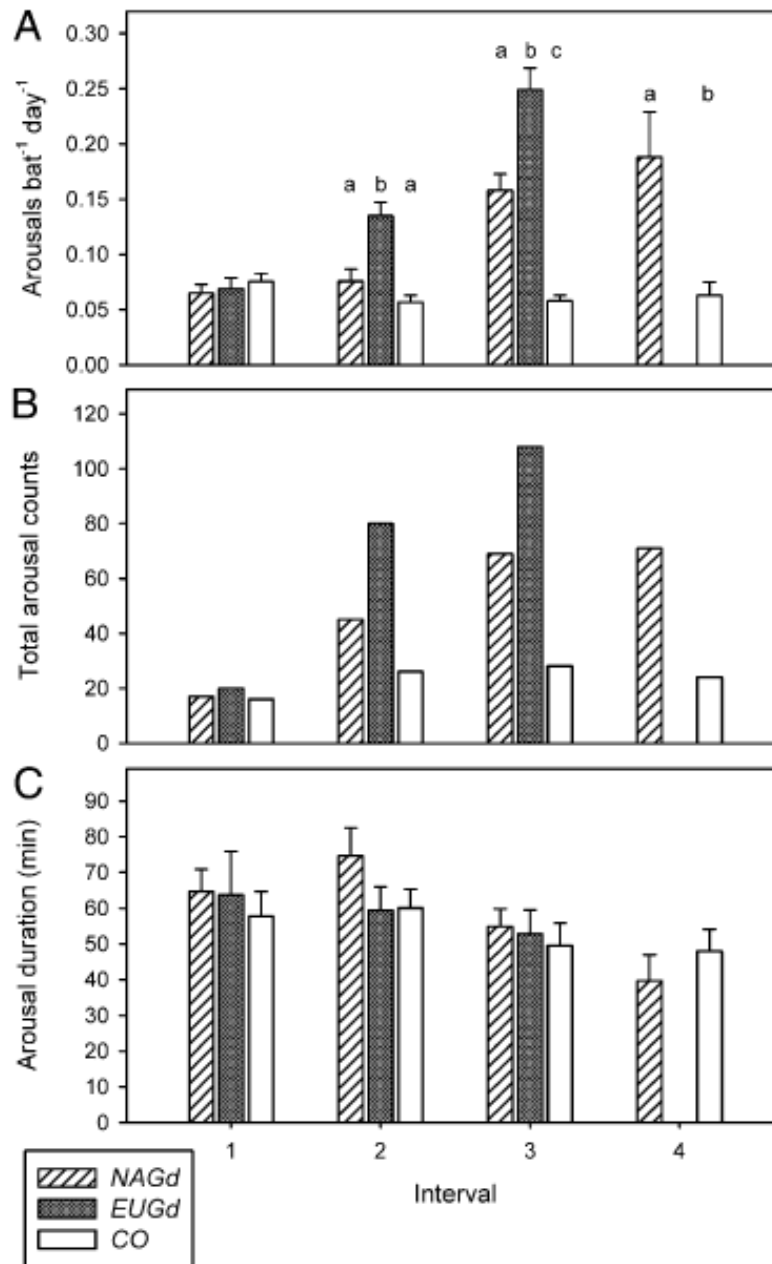 A
Arousals bat⁻¹ day⁻¹
0.30
0.25
0.20
0.15
0.10
0.05
0.00
a b a
a b c
a b
B
Total arousal counts
120
100
80
60
40
20
0
C
Arousal duration (min)
90
80
70
60
50
40
30
20
10
0
1 2 3 4
Interval
NAGd
EUGd
CO